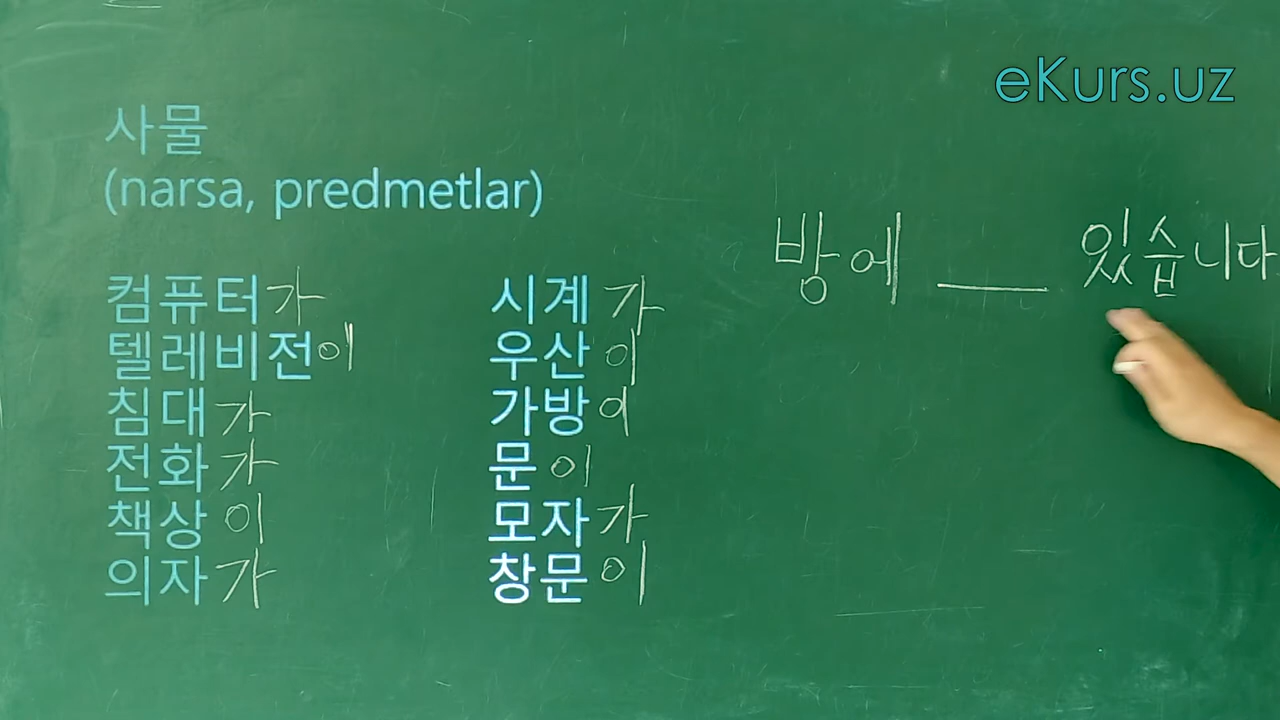 eKurs.uz
사물
(narsa, predmetlar)
컴퓨터가
텔레비전이
침대가
전화가
책상이
의자가
시계가
우산이
가방이
문이
모자가
창문이
방에 ___ 있습니다